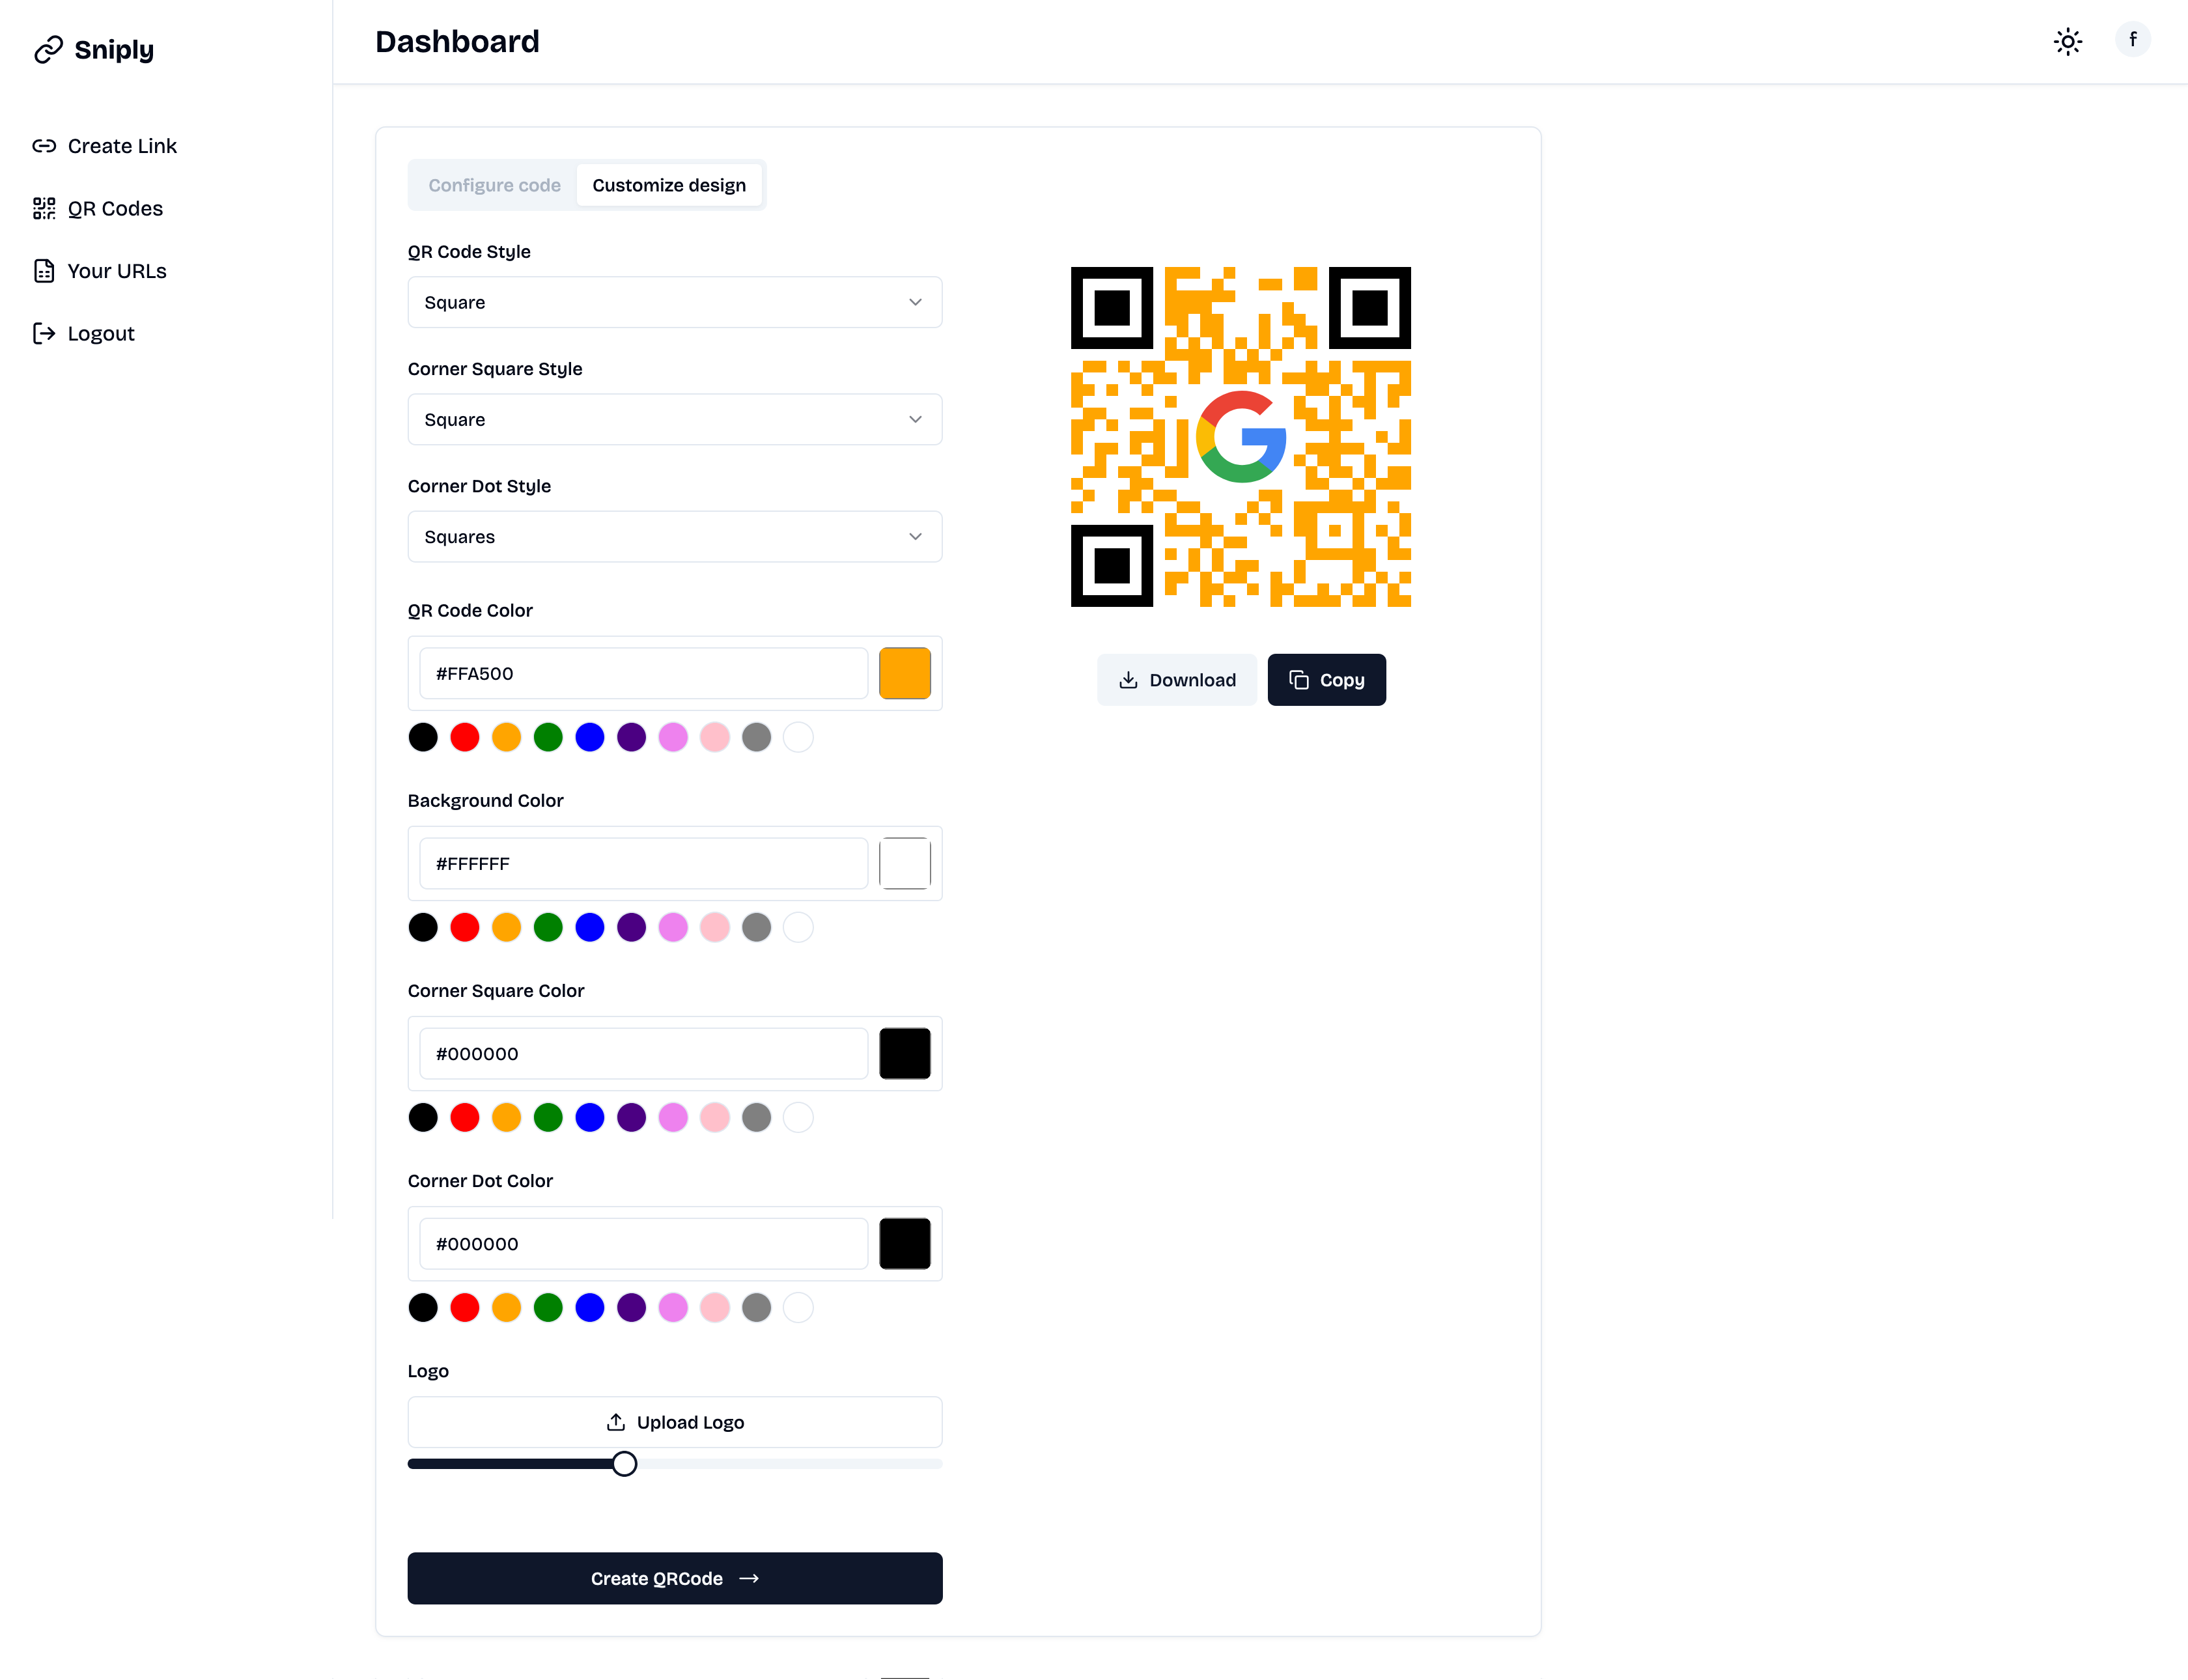 Sniply
Dashboard
f
Create Link
QR Codes
Your URLs
Logout
Configure code
Customize design
QR Code Style
Square
Corner Square Style
Square
Corner Dot Style
Squares
QR Code Color
#FFA500
Download
Copy
Background Color
#FFFFFF
Corner Square Color
#000000
Corner Dot Color
#000000
Logo
Upload Logo
Create QRCode